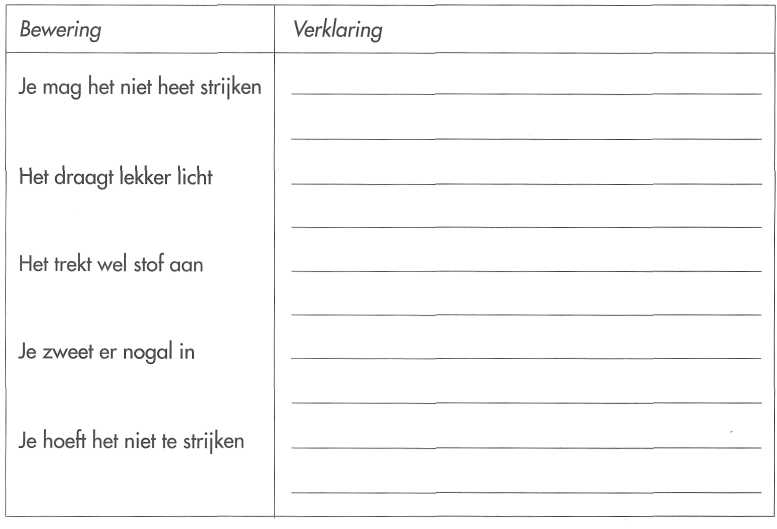 Bewering
Verklaring
Je mag het niet heet strijken
Het draagt lekker licht
Het trekt wel stof aan
Je zweet er nogal in
Je hoeft het niet te strijken